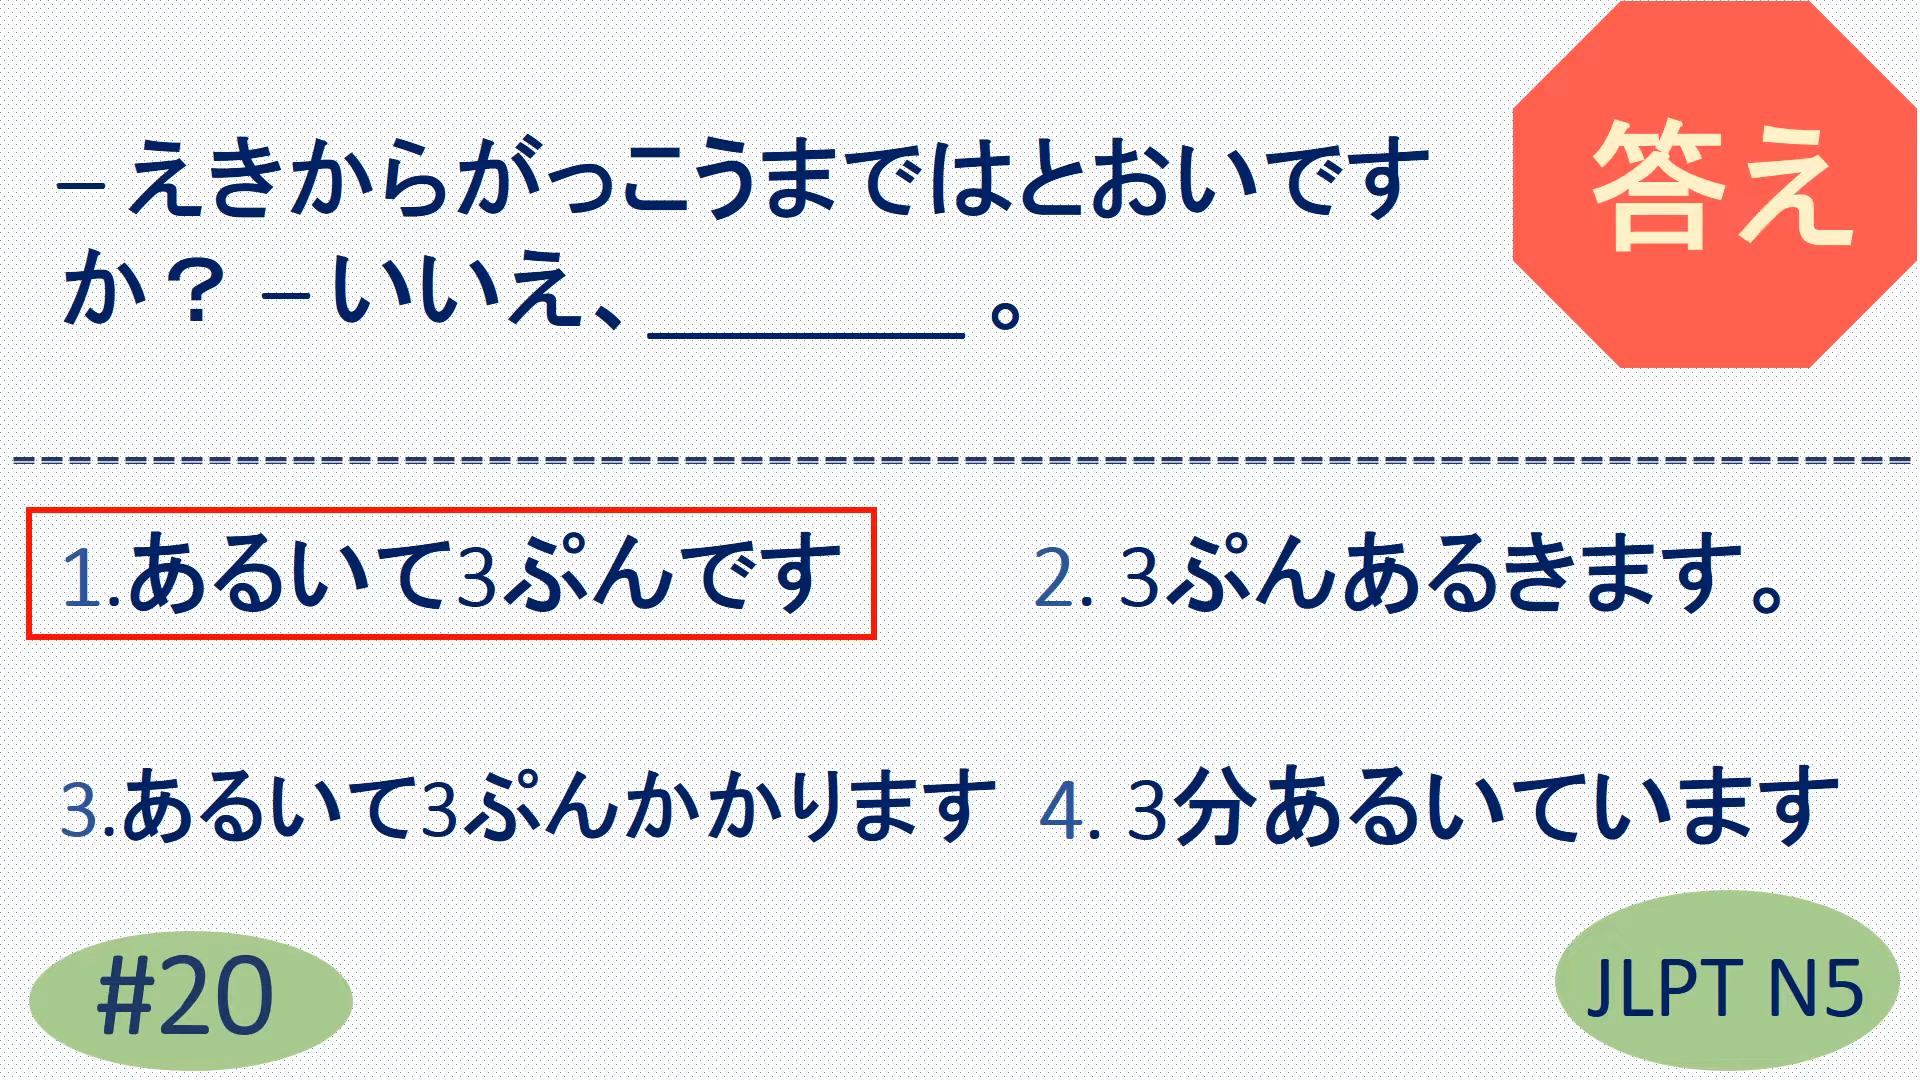 答え
– えきからがっこうまではとおいです
か？ – いいえ、________ 。
1.あるいて3ぷんです
2. 3ぷんあるきます。
3.あるいて3ぷんかかります
4. 3分あるいています
#20
JLPT N5